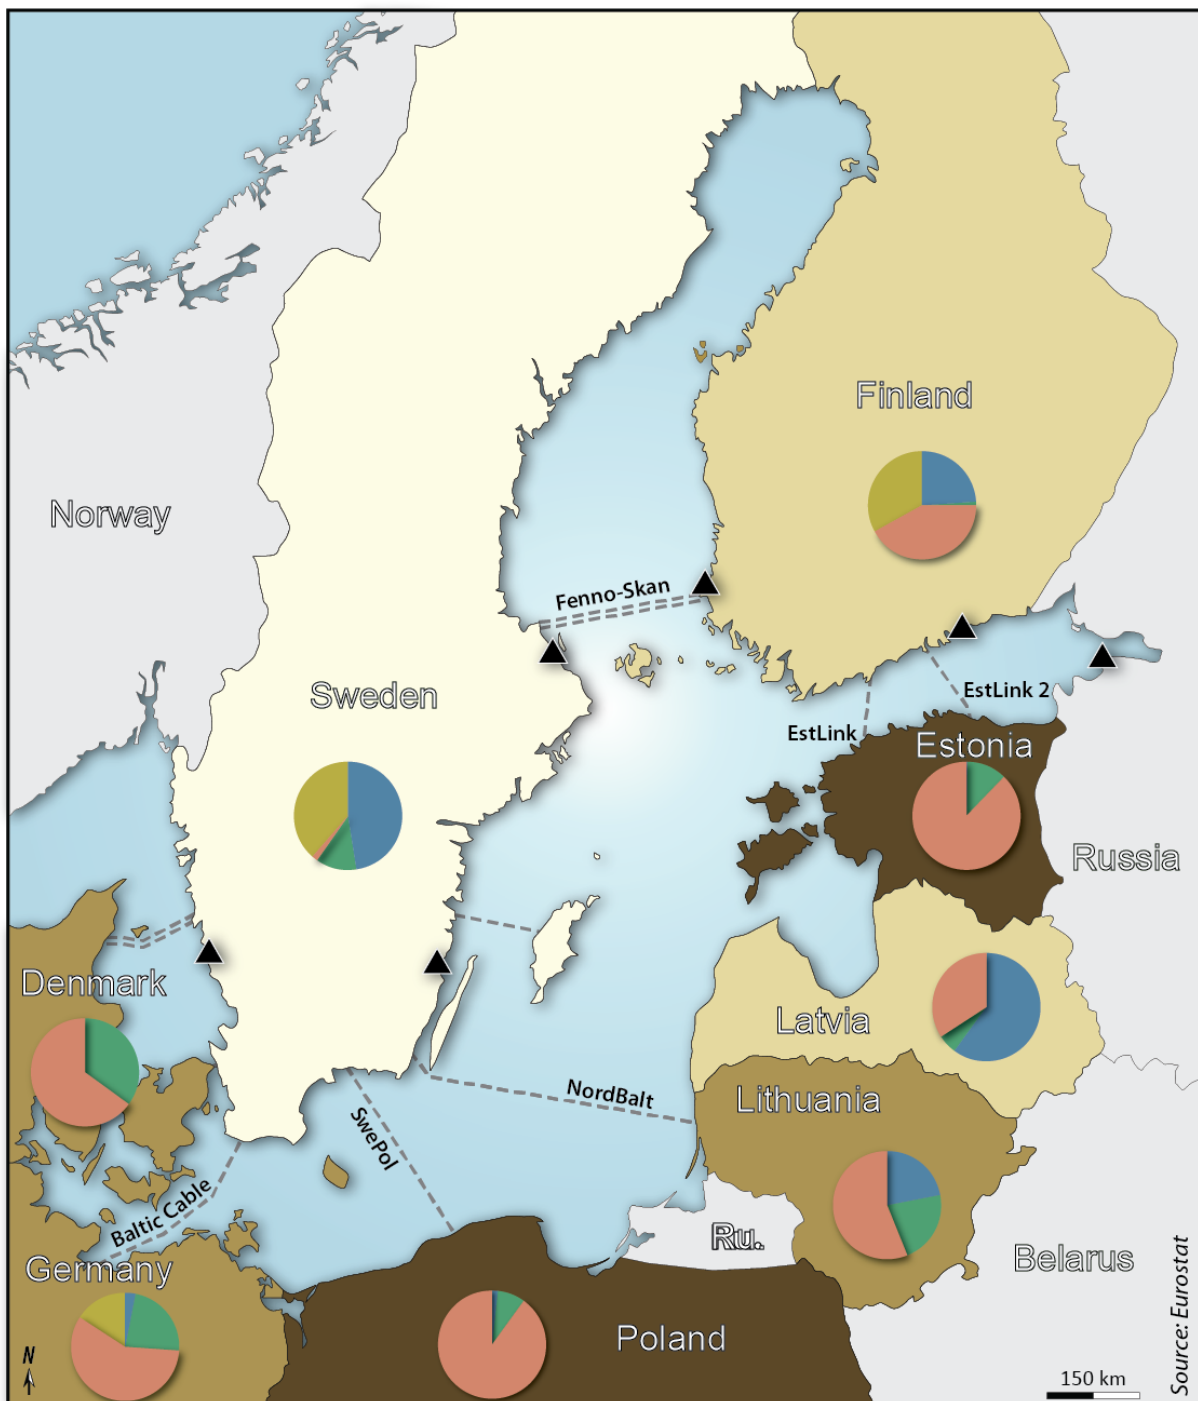 Finland
Norway
Fenno-Skan
Sweden
EstLink 2
EstLink
Estonia
Russia
Denmark
Latvia
NordBalt
Lithuania
SwePol
Baltic Cable
Ru.
Belarus
Germany
Poland
N
150 km
Source: Eurostat